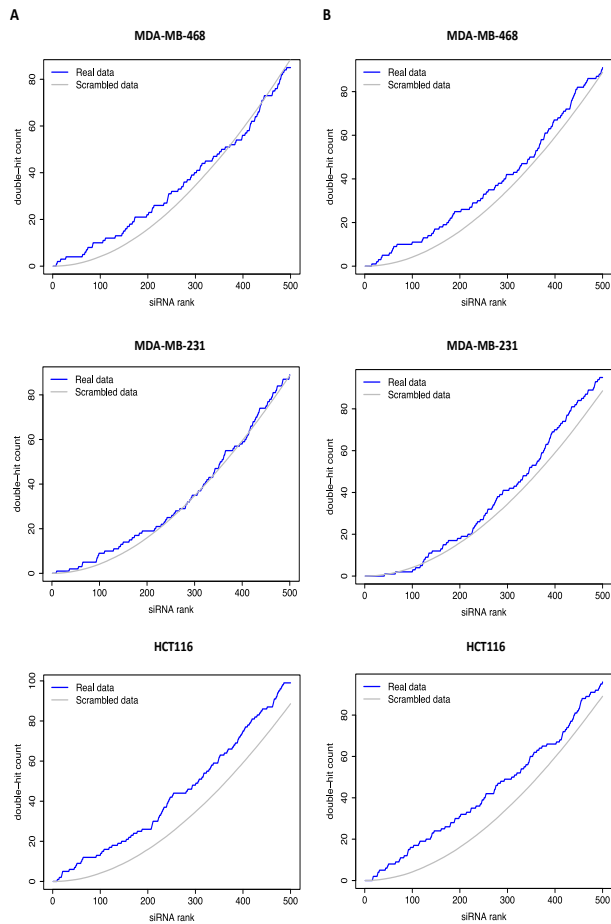 A
B
MDA-MB-468
Real data
Scrambled data
double-hit count
0 20 40 60 80
0 100 200 300 400 500
siRNA rank
MDA-MB-468
Real data
Scrambled data
double-hit count
0 20 40 60 80
0 100 200 300 400 500
siRNA rank
MDA-MB-231
Real data
Scrambled data
double-hit count
0 20 40 60 80
0 100 200 300 400 500
siRNA rank
MDA-MB-231
Real data
Scrambled data
double-hit count
0 20 40 60 80
0 100 200 300 400 500
siRNA rank
HCT116
Real data
Scrambled data
double-hit count
0 20 40 60 80 100
0 100 200 300 400 500
siRNA rank
HCT116
Real data
Scrambled data
double-hit count
0 20 40 60 80
0 100 200 300 400 500
siRNA rank